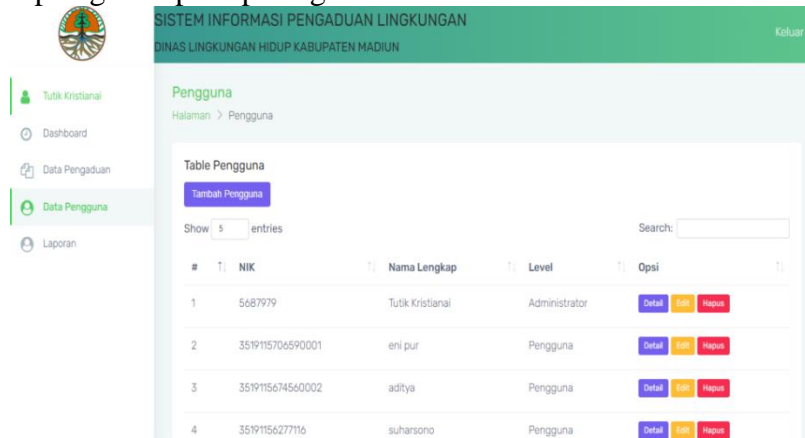 SISTEM INFORMASI PENGADUAN LINGKUNGAN
DINAS LINGKUNGAN HIDUP KABUPATEN MADIUN
Keluar
Tutik Kristianai
Dashboard
Data Pengaduan
Data Pengguna
Laporan
Pengguna
Halaman > Pengguna
Table Pengguna
Tambah Pengguna
Show 5 entries
Search:
# NIK Nama Lengkap Level Opsi
1 5687979 Tutik Kristianai Administrator Detail Edit Hapus
2 3519115706590001 eni pur Pengguna Detail Edit Hapus
3 3519115674560002 aditya Pengguna Detail Edit Hapus
4 35191156277116 suharsono Pengguna Detail Edit Hapus